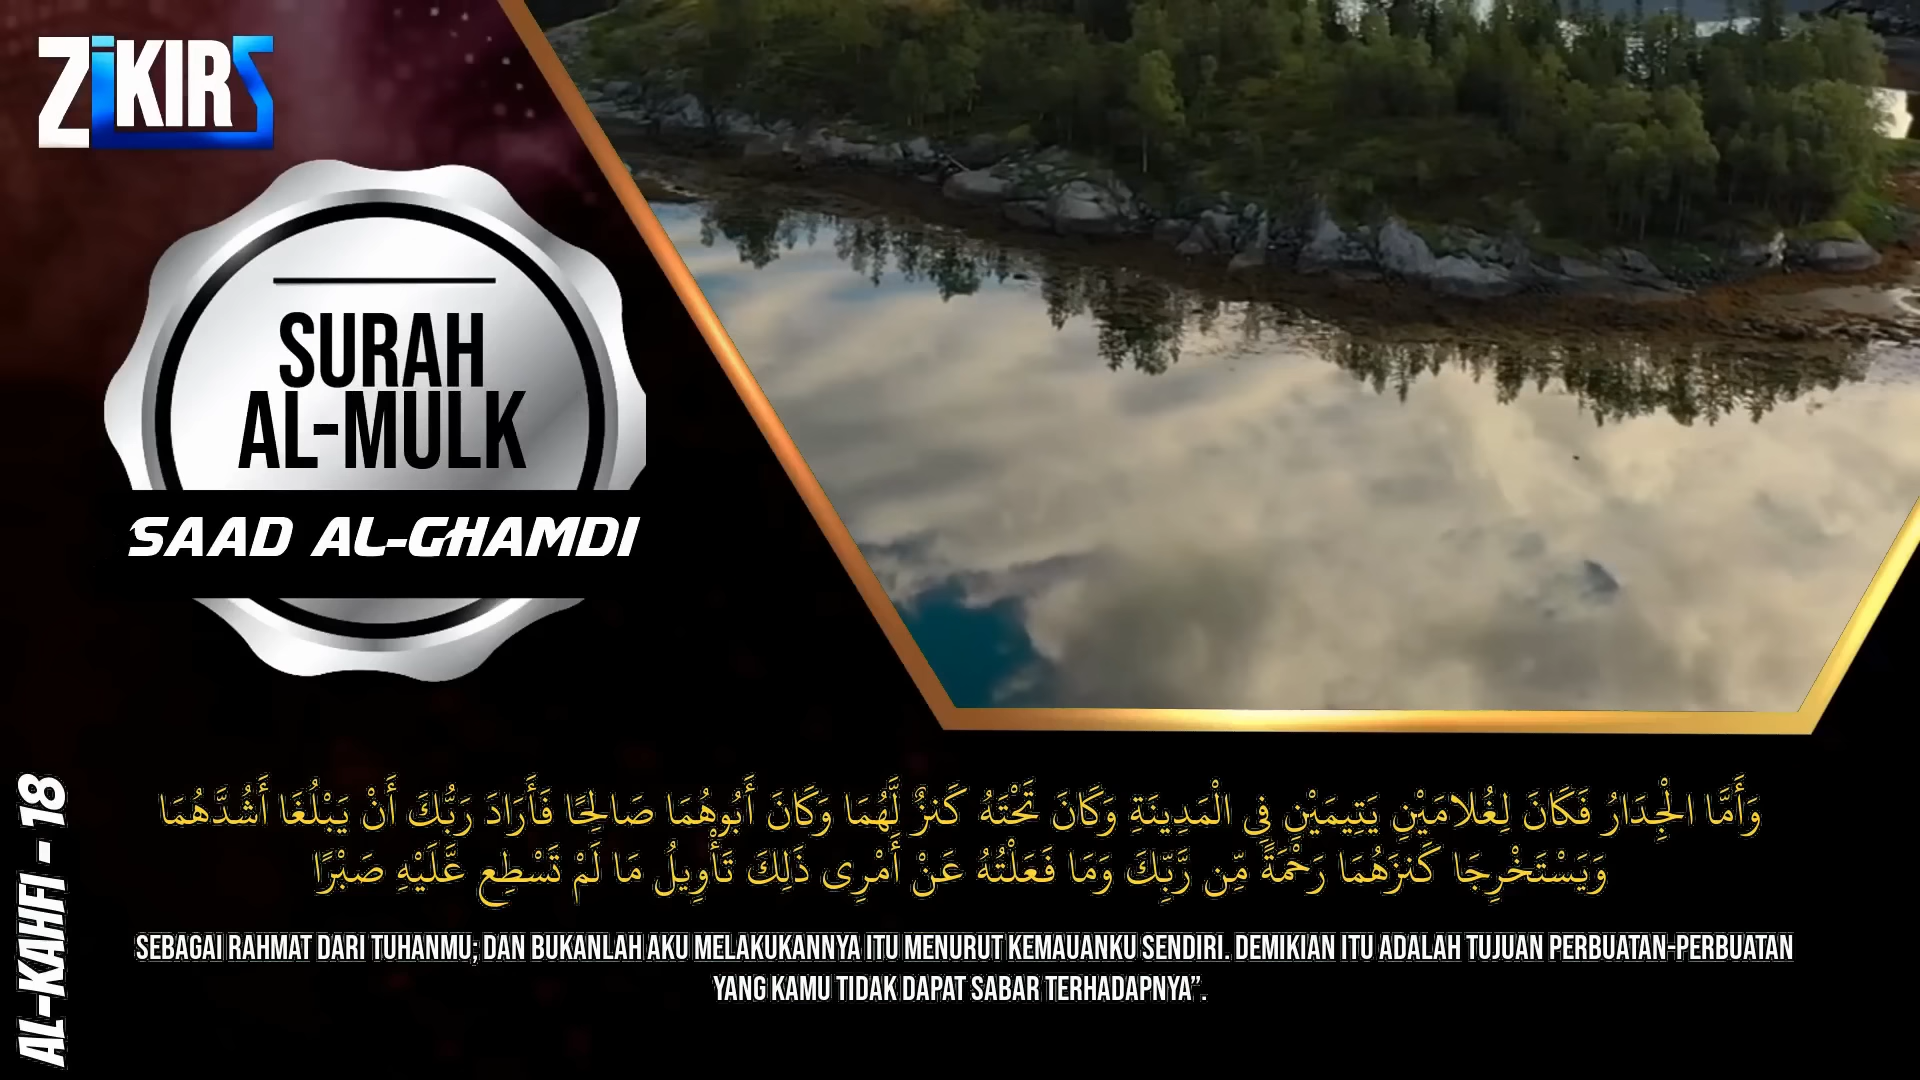 ZiKIRS
SURAH
AL-MULK
SAAD AL-GHAMDI
AL-KAHFI - 18
وَأَمَّا الْجِدَارُ فَكَانَ لِغُلامَيْنِ يَتِيمَيْنِ فِي الْمَدِينَةِ وَكَانَ تَحْتَهُ كَنزٌ لَّهُمَا وَكَانَ أَبُوهُمَا صَالِحًا فَأَرَادَ رَبُّكَ أَنْ يَبْلُغَا أَشُدَّهُمَا
وَيَسْتَخْرِجَا كَنزَهُمَا رَحْمَةً مِّن رَّبِّكَ وَمَا فَعَلْتُهُ عَنْ أَمْرِى ذَلِكَ تَأْوِيلُ مَا لَمْ تَسْطِع عَّلَيْهِ صَبْرًا
SEBAGAI RAHMAT DARI TUHANMU; DAN BUKANLAH AKU MELAKUKANNYA ITU MENURUT KEMAUANKU SENDIRI. DEMIKIAN ITU ADALAH TUJUAN PERBUATAN-PERBUATAN
YANG KAMU TIDAK DAPAT SABAR TERHADAPNYA”.